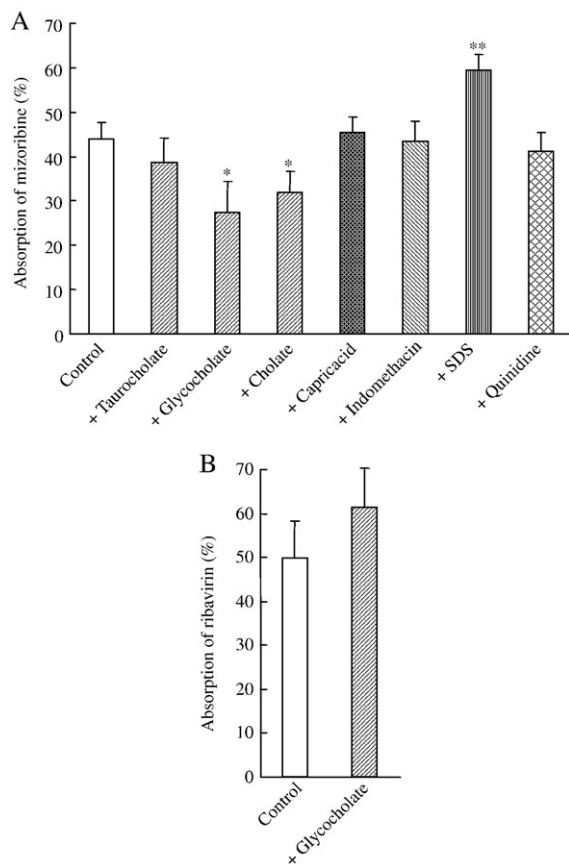 A
Absorption of mizoribine (%)
70
60
50
40
30
20
10
0
*
*
**
Control
+ Taurocholate
+ Glycocholate
+ Cholate
+ Capricacid
+ Indomethacin
+ SDS
+ Quinidine
B
Absorption of ribavirin (%)
70
60
50
40
30
20
10
0
Control
+ Glycocholate